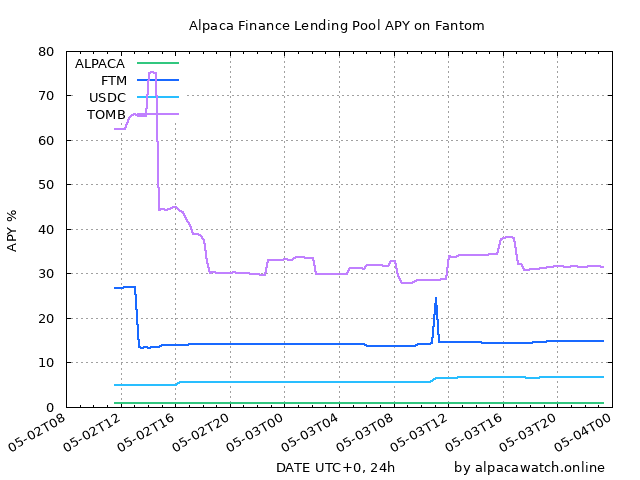 Alpaca Finance Lending Pool APY on Fantom
80
70
60
50
40
30
20
10
0
APY %
ALPACA
FTM
USDC
TOMB
05-02T08
05-02T12
05-02T16
05-02T20
05-03T00
05-03T04
05-03T08
05-03T12
05-03T16
05-03T20
05-04T00
DATE UTC+0, 24h
by alpacawatch.online